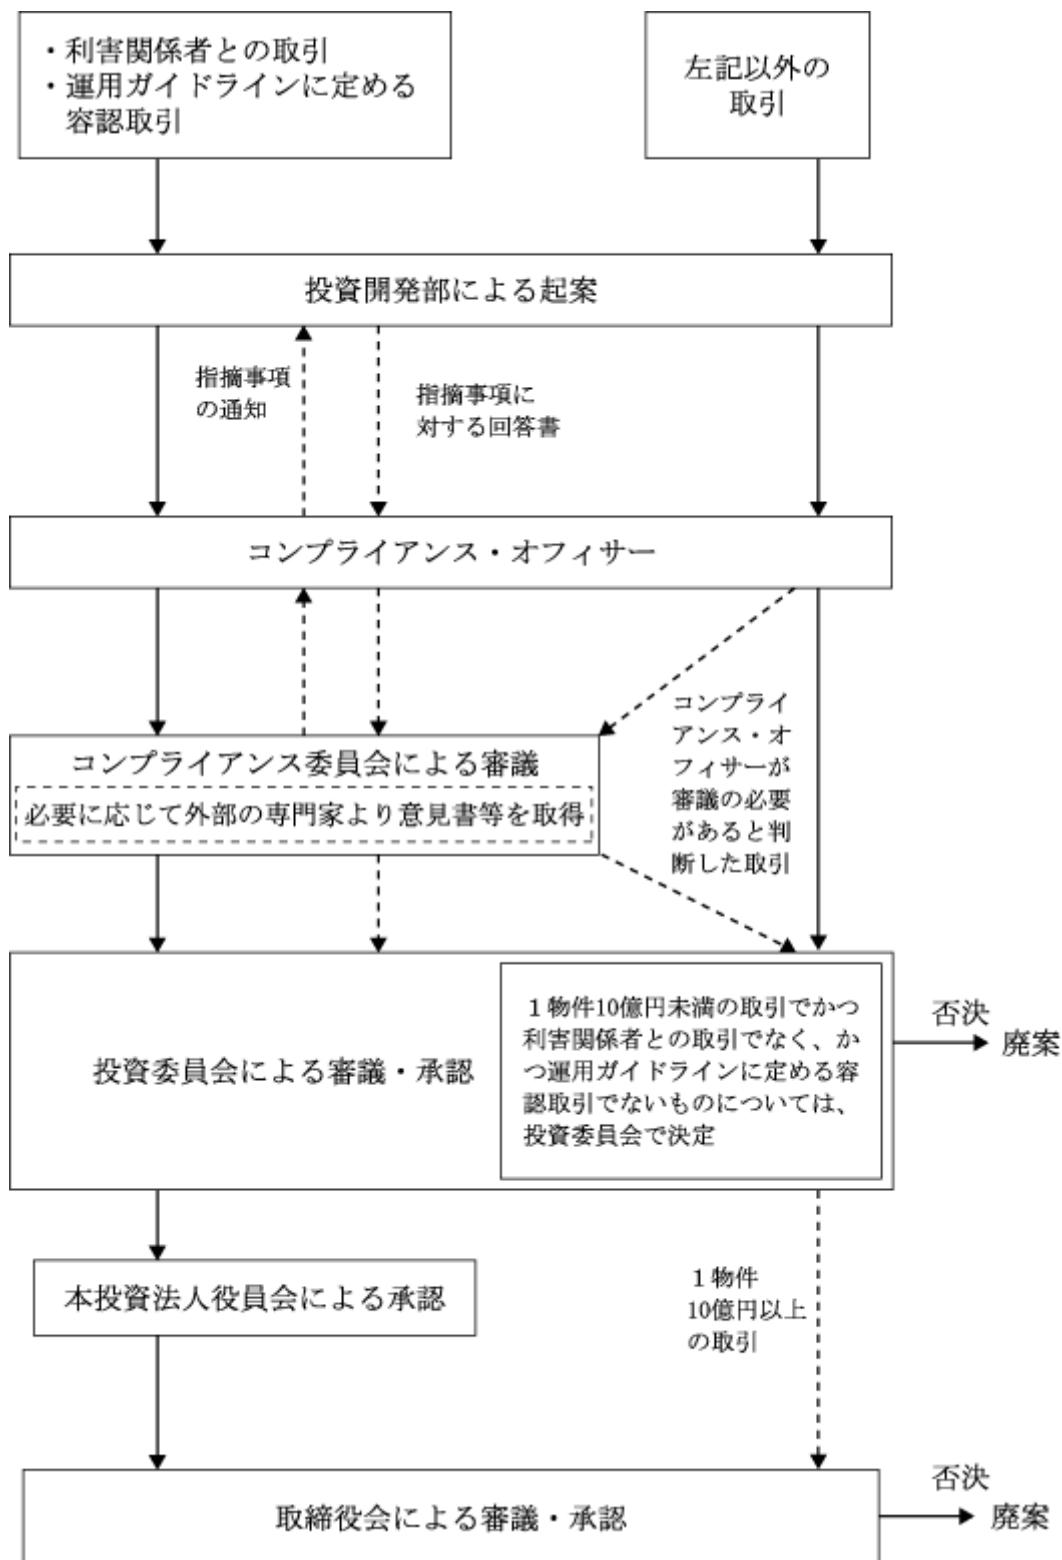 ・利害関係者との取引
・運用ガイドラインに定める
容認取引
左記以外の
取引
投資開発部による起案
指摘事項
の通知
指摘事項に
対する回答書
コンプライアンス・オフィサー
コンプライアンス委員会による審議
必要に応じて外部の専門家より意見書等を取得
コンプライ
アンス・オ
フィサーが
審議の必要
があると判
断した取引
投資委員会による審議・承認
１物件10億円未満の取引でかつ
利害関係者との取引でなく、か
つ運用ガイドラインに定める容
認取引でないものについては、
投資委員会で決定
否決
廃案
本投資法人役員会による承認
１物件
10億円以上
の取引
取締役会による審議・承認
否決
廃案